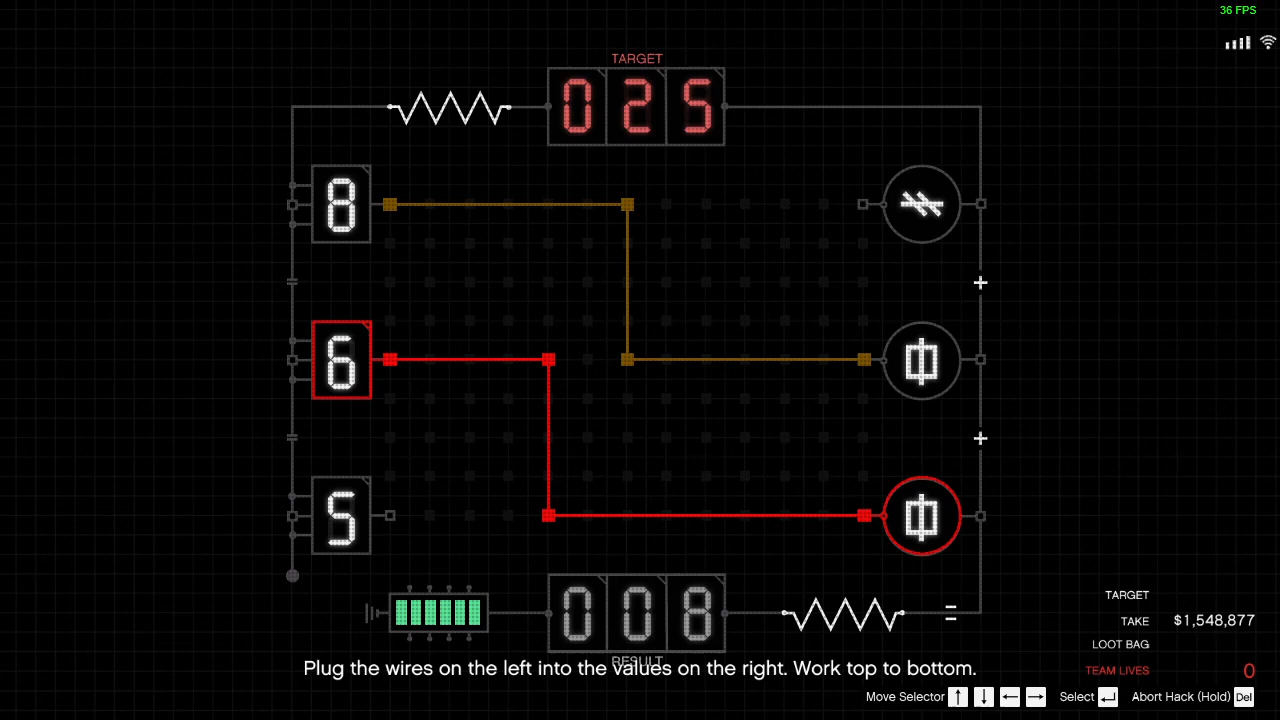 36 FPS
TARGET
025
8
6
5
TARGET
TAKE $1,548,877
LOOT BAG
008
RESULT
Plug the wires on the left into the values on the right. Work top to bottom.
TEAM LIVES 0
Move Selector ↑ ↓ ← → Select ↵ Abort Hack (Hold) Del